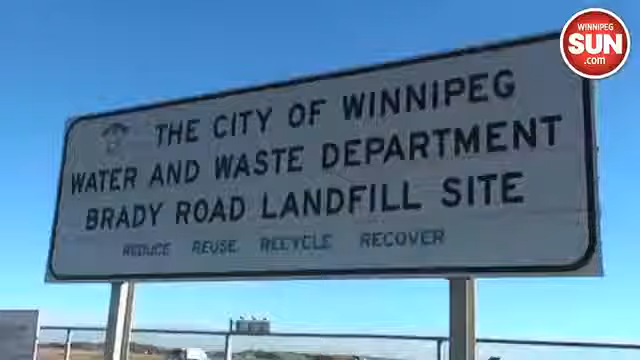 WINNIPEG
SUN
.com
THE CITY OF WINNIPEG
WATER AND WASTE DEPARTMENT
BRADY ROAD LANDFILL SITE
REDUCE REUSE RECYCLE RECOVER